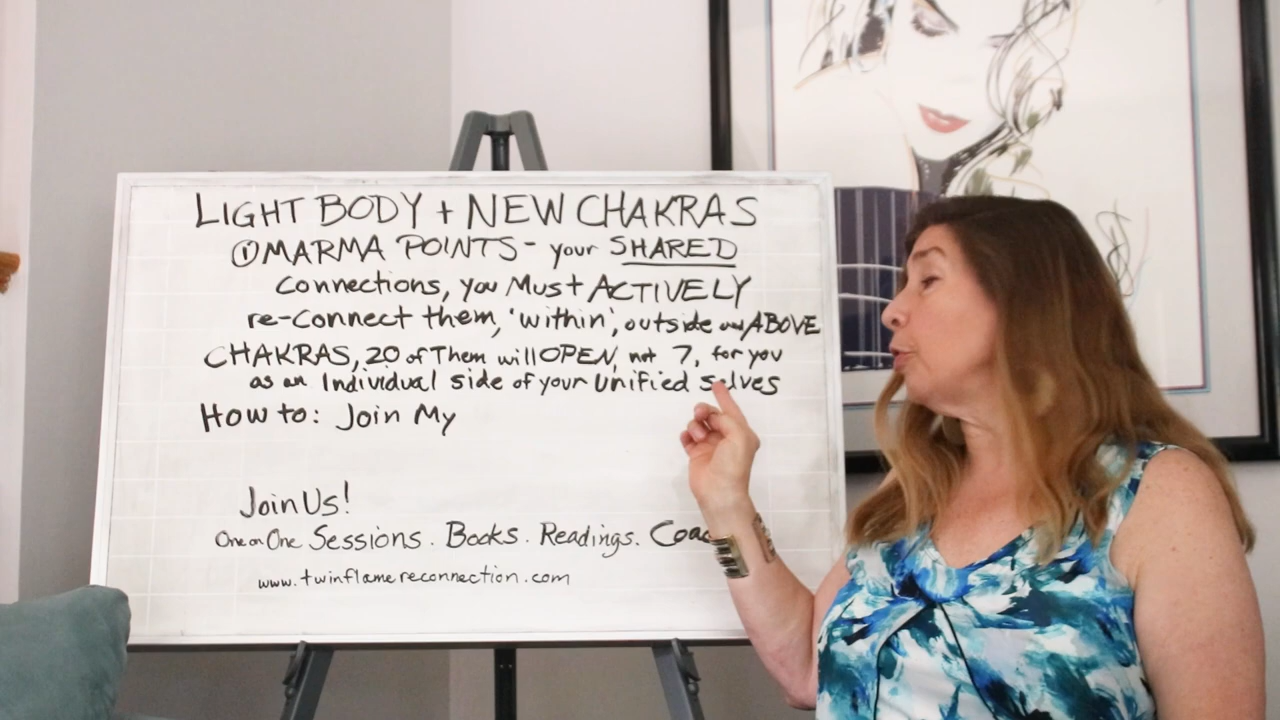 LIGHT BODY + NEW CHAKRAS
① MARMA POINTS - your SHARED
Connections, you Must ACTIVELY
re-connect them, 'within', outside and ABOVE
CHAKRAS, 20 of Them will OPEN, not 7, for you
as an Individual side of your Unified selves
How to: Join My
Join Us!
One on One Sessions. Books. Readings. Coac
www.twinflamereconnection.com